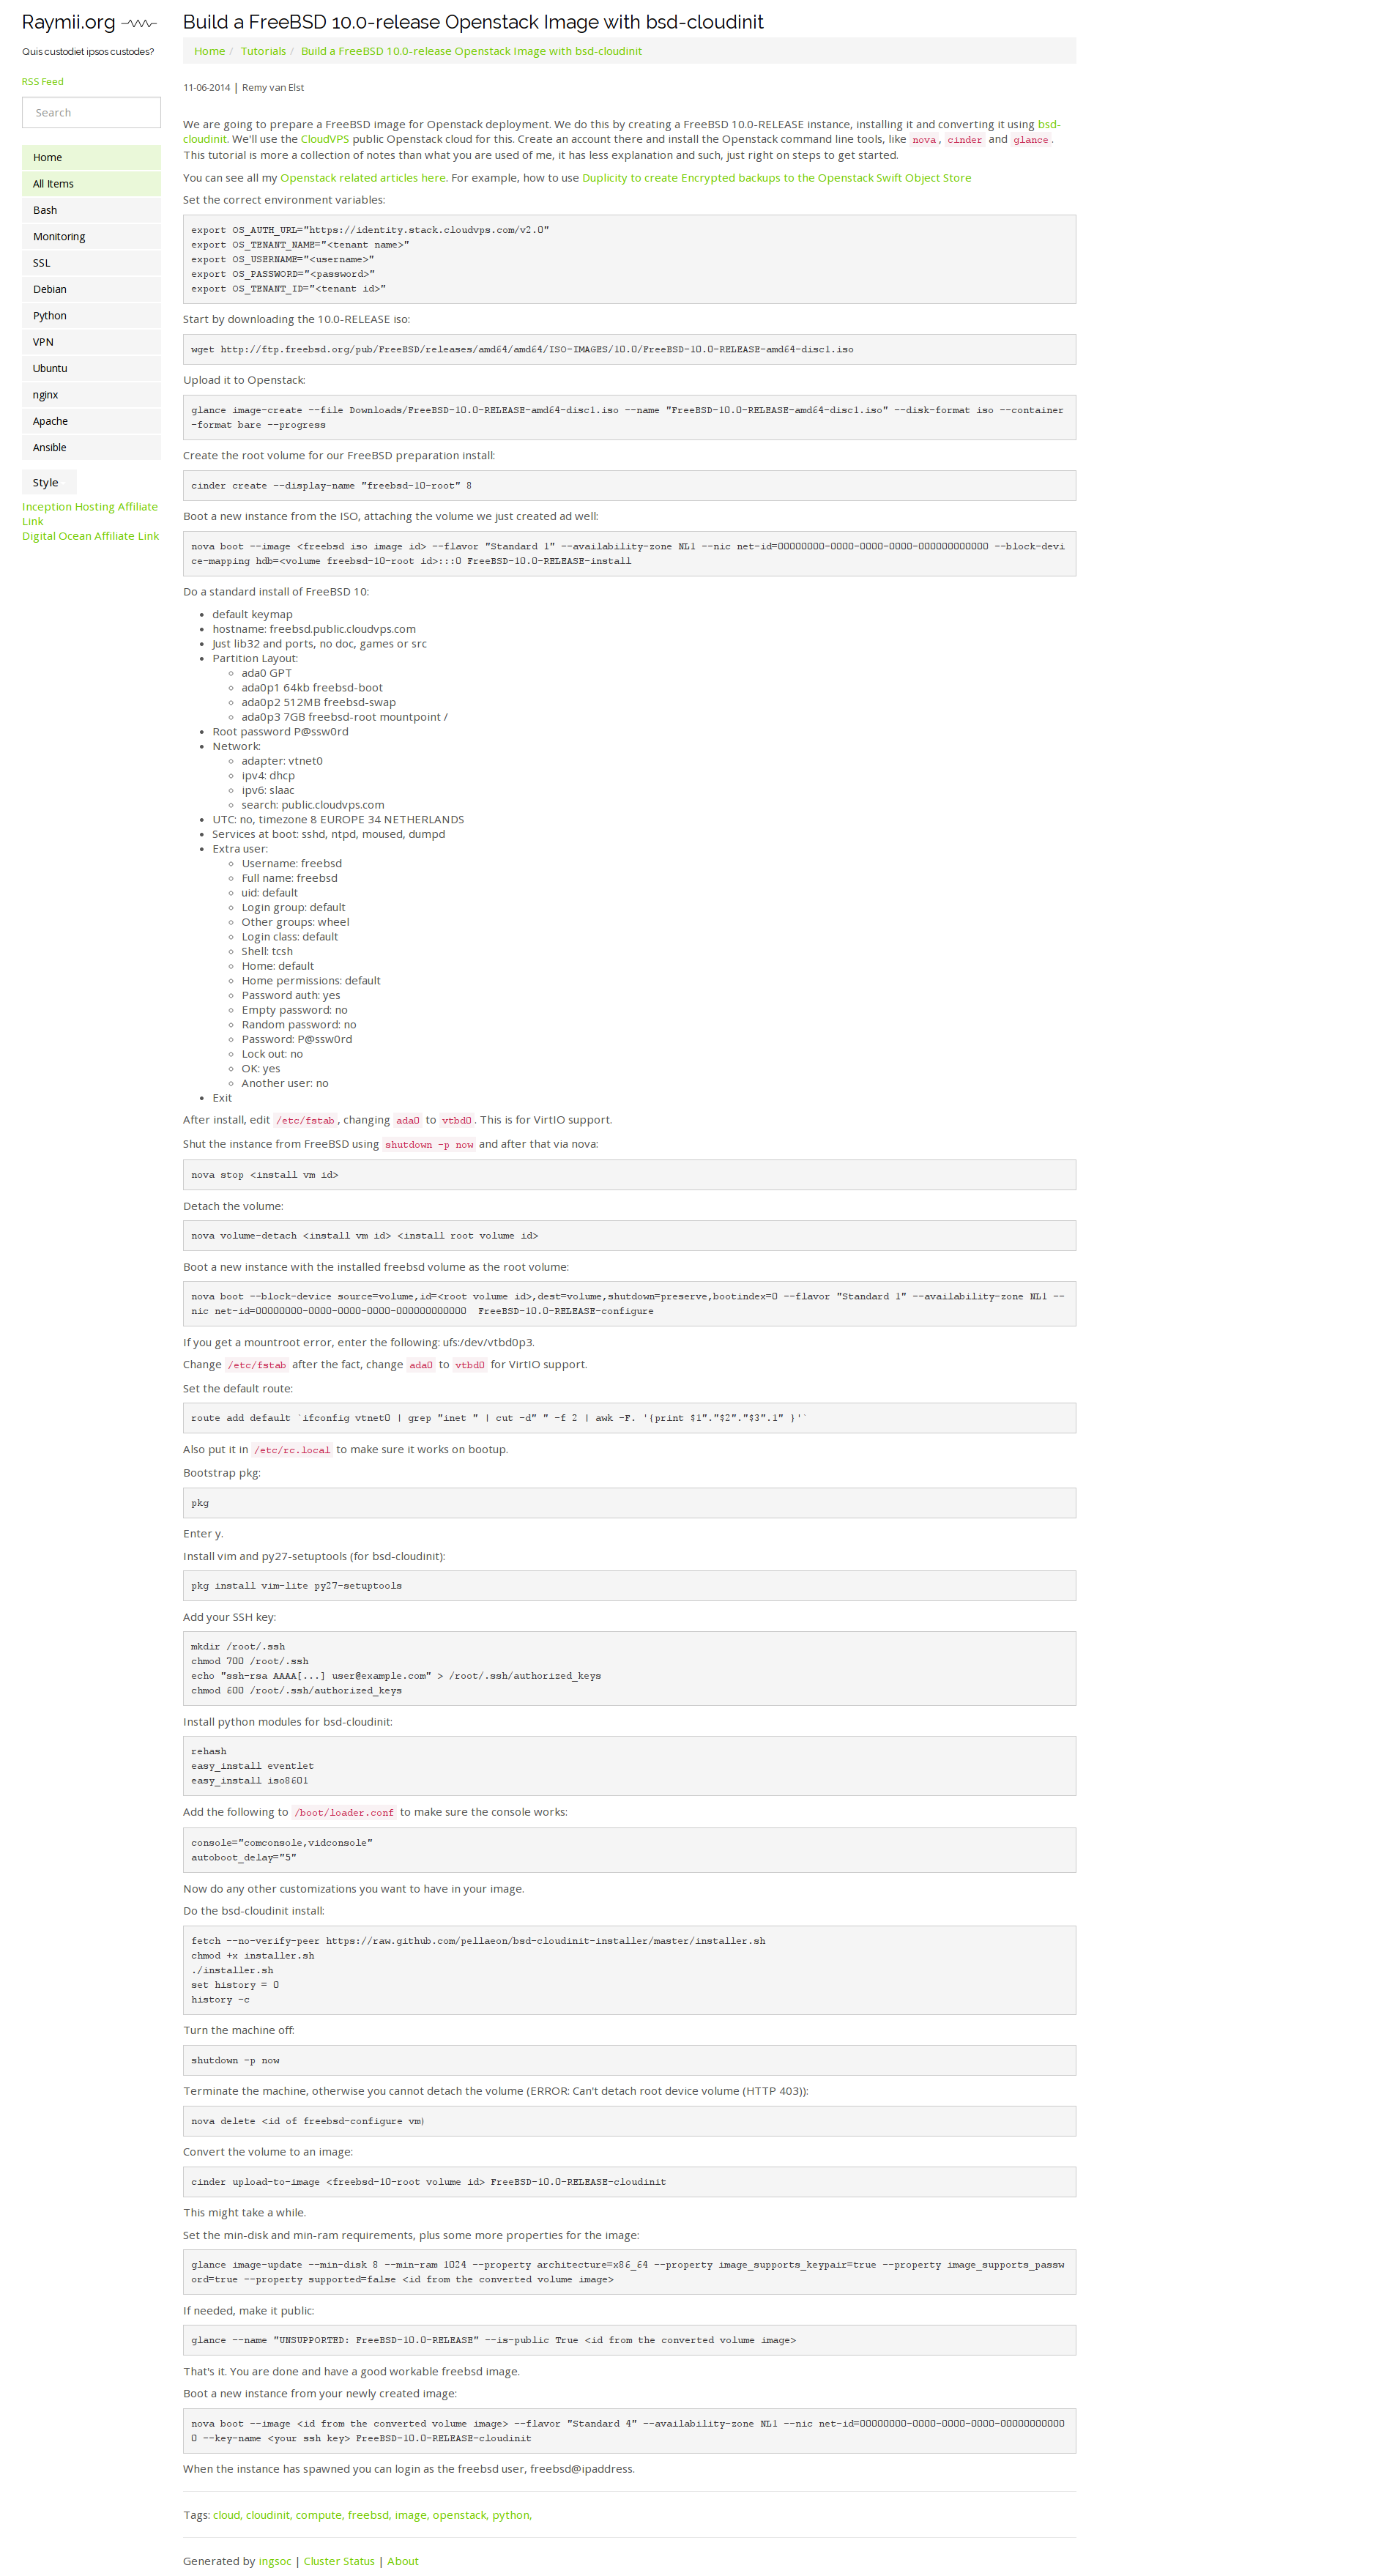 Raymii.org
Quis custodiet ipsos custodes?
RSS Feed
Search
Home
All Items
Bash
Monitoring
SSL
Debian
Python
VPN
Ubuntu
nginx
Apache
Ansible
Style
Inception Hosting Affiliate
Link
Digital Ocean Affiliate Link
Build a FreeBSD 10.0-release Openstack Image with bsd-cloudinit
Home / Tutorials / Build a FreeBSD 10.0-release Openstack Image with bsd-cloudinit
11-06-2014 | Remy van Elst
We are going to prepare a FreeBSD image for Openstack deployment. We do this by creating a FreeBSD 10.0-RELEASE instance, installing it and converting it using bsd-
cloudinit. We'll use the CloudVPS public Openstack cloud for this. Create an account there and install the Openstack command line tools, like nova, cinder and glance.
This tutorial is more a collection of notes than what you are used of me, it has less explanation and such, just right on steps to get started.
You can see all my Openstack related articles here. For example, how to use Duplicity to create Encrypted backups to the Openstack Swift Object Store
Set the correct environment variables:
export OS_AUTH_URL="https://identity.stack.cloudvps.com/v2.0"
export OS_TENANT_NAME="<tenant name>"
export OS_USERNAME="<username>"
export OS_PASSWORD="<password>"
export OS_TENANT_ID="<tenant id>"
Start by downloading the 10.0-RELEASE iso:
wget http://ftp.freebsd.org/pub/FreeBSD/releases/amd64/amd64/ISO-IMAGES/10.0/FreeBSD-10.0-RELEASE-amd64-disc1.iso
Upload it to Openstack:
glance image-create --file Downloads/FreeBSD-10.0-RELEASE-amd64-disc1.iso --name "FreeBSD-10.0-RELEASE-amd64-disc1.iso" --disk-format iso --container
-format bare --progress
Create the root volume for our FreeBSD preparation install:
cinder create --display-name "freebsd-10-root" 8
Boot a new instance from the ISO, attaching the volume we just created ad well:
nova boot --image <freebsd iso image id> --flavor "Standard 1" --availability-zone NL1 --nic net-id=00000000-0000-0000-0000-000000000000 --block-devi
ce-mapping hdb=<volume freebsd-10-root id>:::0 FreeBSD-10.0-RELEASE-install
Do a standard install of FreeBSD 10:
• default keymap
• hostname: freebsd.public.cloudvps.com
• Just lib32 and ports, no doc, games or src
• Partition Layout:
◦ ada0 GPT
◦ ada0p1 64kb freebsd-boot
◦ ada0p2 512MB freebsd-swap
◦ ada0p3 7GB freebsd-root mountpoint /
• Root password P@ssw0rd
• Network:
◦ adapter: vtnet0
◦ ipv4: dhcp
◦ ipv6: slaac
◦ search: public.cloudvps.com
• UTC: no, timezone 8 EUROPE 34 NETHERLANDS
• Services at boot: sshd, ntpd, moused, dumpd
• Extra user:
◦ Username: freebsd
◦ Full name: freebsd
◦ uid: default
◦ Login group: default
◦ Other groups: wheel
◦ Login class: default
◦ Shell: tcsh
◦ Home: default
◦ Home permissions: default
◦ Password auth: yes
◦ Empty password: no
◦ Random password: no
◦ Password: P@ssw0rd
◦ Lock out: no
◦ OK: yes
◦ Another user: no
• Exit
After install, edit /etc/fstab, changing ada0 to vtbd0. This is for VirtIO support.
Shut the instance from FreeBSD using shutdown -p now and after that via nova:
nova stop <install vm id>
Detach the volume:
nova volume-detach <install vm id> <install root volume id>
Boot a new instance with the installed freebsd volume as the root volume:
nova boot --block-device source=volume,id=<root volume id>,dest=volume,shutdown=preserve,bootindex=0 --flavor "Standard 1" --availability-zone NL1 --
nic net-id=00000000-0000-0000-0000-000000000000  FreeBSD-10.0-RELEASE-configure
If you get a mountroot error, enter the following: ufs:/dev/vtbd0p3.
Change /etc/fstab after the fact, change ada0 to vtbd0 for VirtIO support.
Set the default route:
route add default `ifconfig vtnet0 | grep "inet " | cut -d" " -f 2 | awk -F. '{print $1"."$2"."$3".1" }'`
Also put it in /etc/rc.local to make sure it works on bootup.
Bootstrap pkg:
pkg
Enter y.
Install vim and py27-setuptools (for bsd-cloudinit):
pkg install vim-lite py27-setuptools
Add your SSH key:
mkdir /root/.ssh
chmod 700 /root/.ssh
echo "ssh-rsa AAAA[...] user@example.com" > /root/.ssh/authorized_keys
chmod 600 /root/.ssh/authorized_keys
Install python modules for bsd-cloudinit:
rehash
easy_install eventlet
easy_install iso8601
Add the following to /boot/loader.conf to make sure the console works:
console="comconsole,vidconsole"
autoboot_delay="5"
Now do any other customizations you want to have in your image.
Do the bsd-cloudinit install:
fetch --no-verify-peer https://raw.github.com/pellaeon/bsd-cloudinit-installer/master/installer.sh
chmod +x installer.sh
./installer.sh
set history = 0
history -c
Turn the machine off:
shutdown -p now
Terminate the machine, otherwise you cannot detach the volume (ERROR: Can't detach root device volume (HTTP 403)):
nova delete <id of freebsd-configure vm)
Convert the volume to an image:
cinder upload-to-image <freebsd-10-root volume id> FreeBSD-10.0-RELEASE-cloudinit
This might take a while.
Set the min-disk and min-ram requirements, plus some more properties for the image:
glance image-update --min-disk 8 --min-ram 1024 --property architecture=x86_64 --property image_supports_keypair=true --property image_supports_passw
ord=true --property supported=false <id from the converted volume image>
If needed, make it public:
glance --name "UNSUPPORTED: FreeBSD-10.0-RELEASE" --is-public True <id from the converted volume image>
That's it. You are done and have a good workable freebsd image.
Boot a new instance from your newly created image:
nova boot --image <id from the converted volume image> --flavor "Standard 4" --availability-zone NL1 --nic net-id=00000000-0000-0000-0000-00000000000
0 --key-name <your ssh key> FreeBSD-10.0-RELEASE-cloudinit
When the instance has spawned you can login as the freebsd user, freebsd@ipaddress.
Tags: cloud, cloudinit, compute, freebsd, image, openstack, python,
Generated by ingsoc | Cluster Status | About